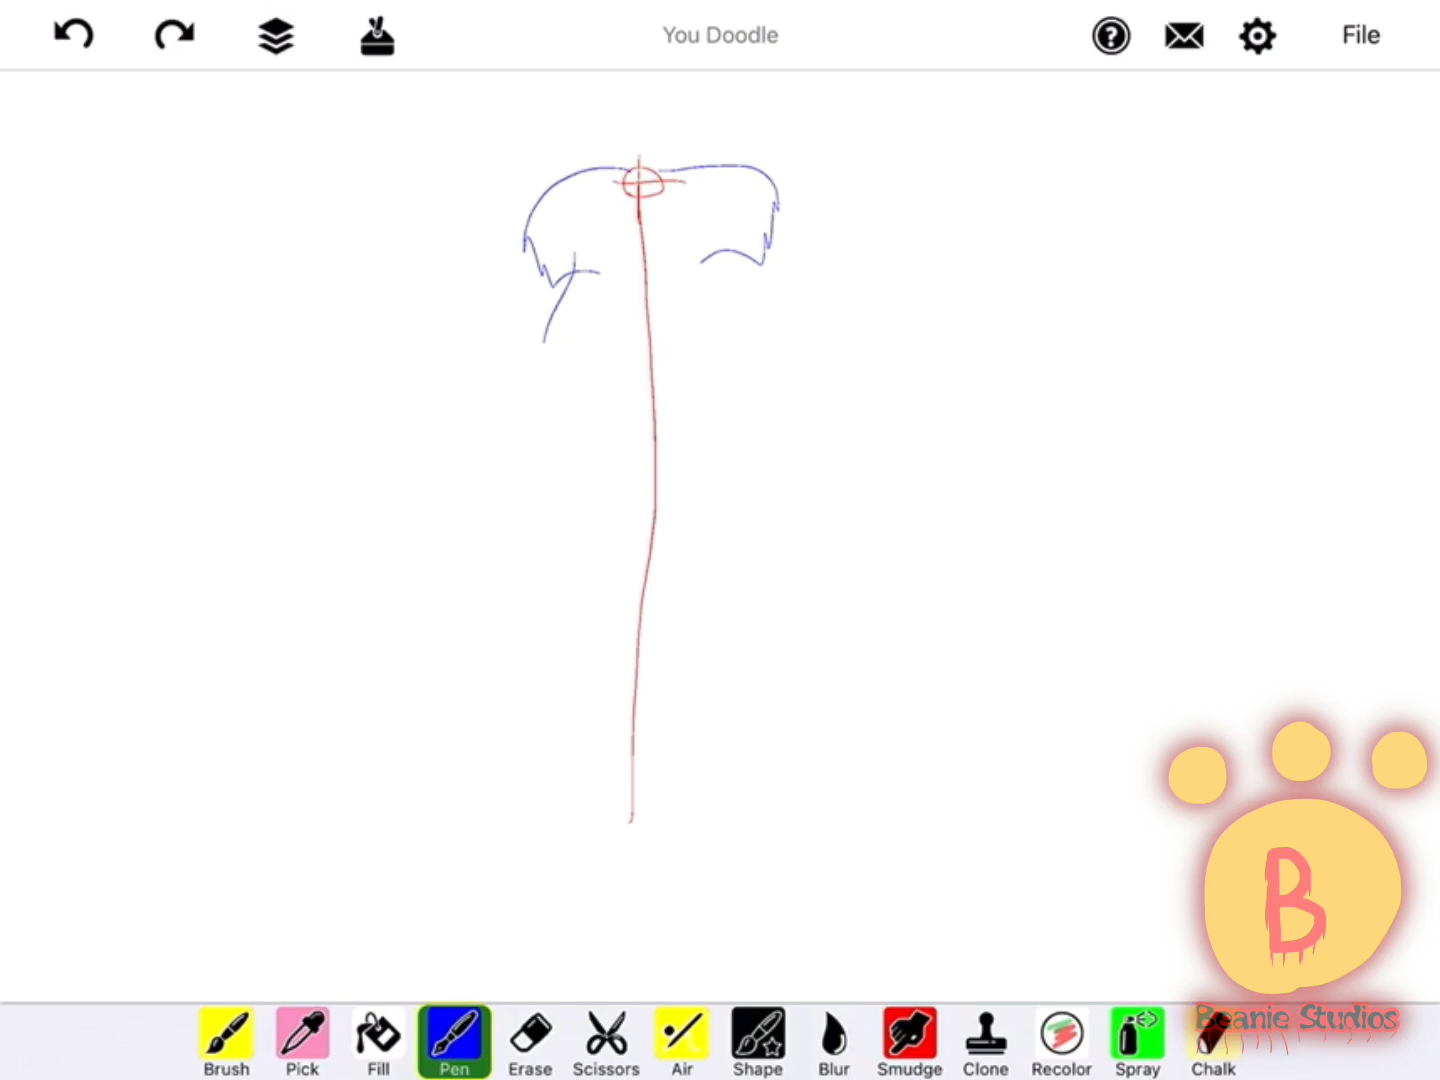 You Doodle
File
B
Beanie Studios
Brush Pick Fill Pen Erase Scissors Air Shape Blur Smudge Clone Recolor Spray Chalk